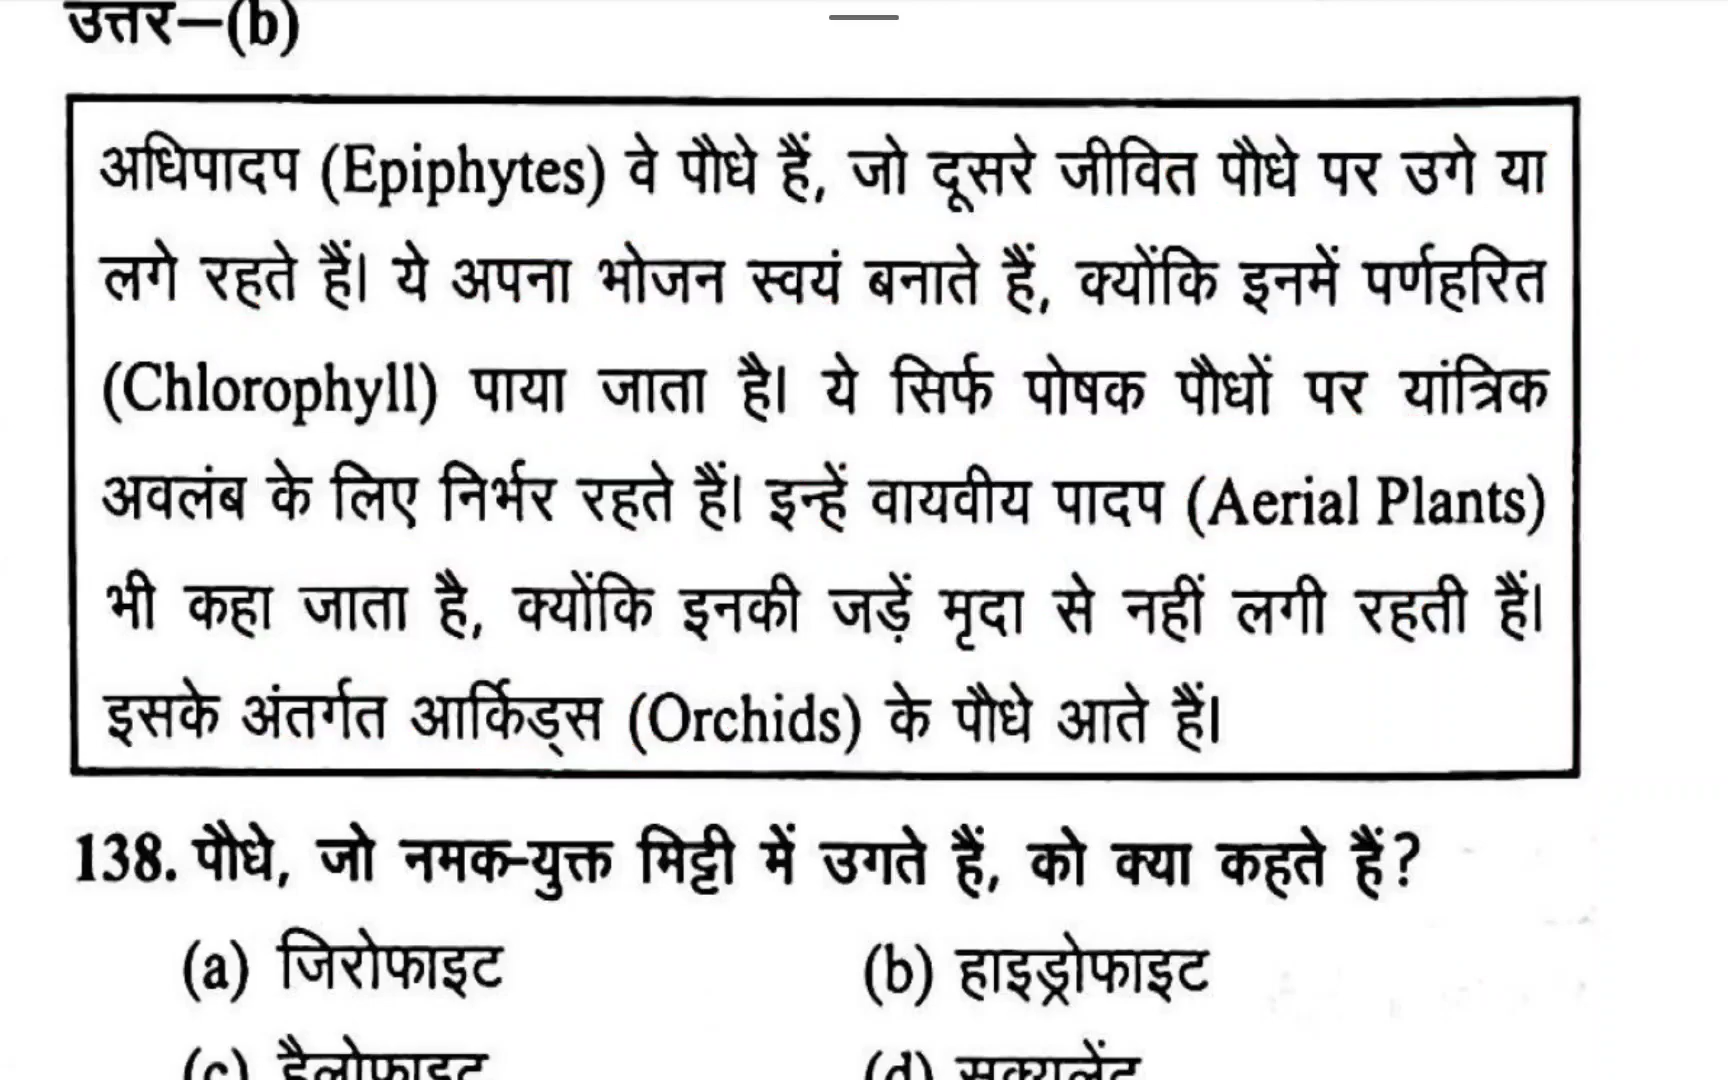 उत्तर—(b)
अधिपादप (Epiphytes) वे पौधे हैं, जो दूसरे जीवित पौधे पर उगे या
लगे रहते हैं। ये अपना भोजन स्वयं बनाते हैं, क्योंकि इनमें पर्णहरित
(Chlorophyll) पाया जाता है। ये सिर्फ पोषक पौधों पर यांत्रिक
अवलंब के लिए निर्भर रहते हैं। इन्हें वायवीय पादप (Aerial Plants)
भी कहा जाता है, क्योंकि इनकी जड़ें मृदा से नहीं लगी रहती हैं।
इसके अंतर्गत आर्किड्स (Orchids) के पौधे आते हैं।
138. पौधे, जो नमक-युक्त मिट्टी में उगते हैं, को क्या कहते हैं?
(a) जिरोफाइट (b) हाइड्रोफाइट
(c) हैलोफाइट (d) सक्युलेंट